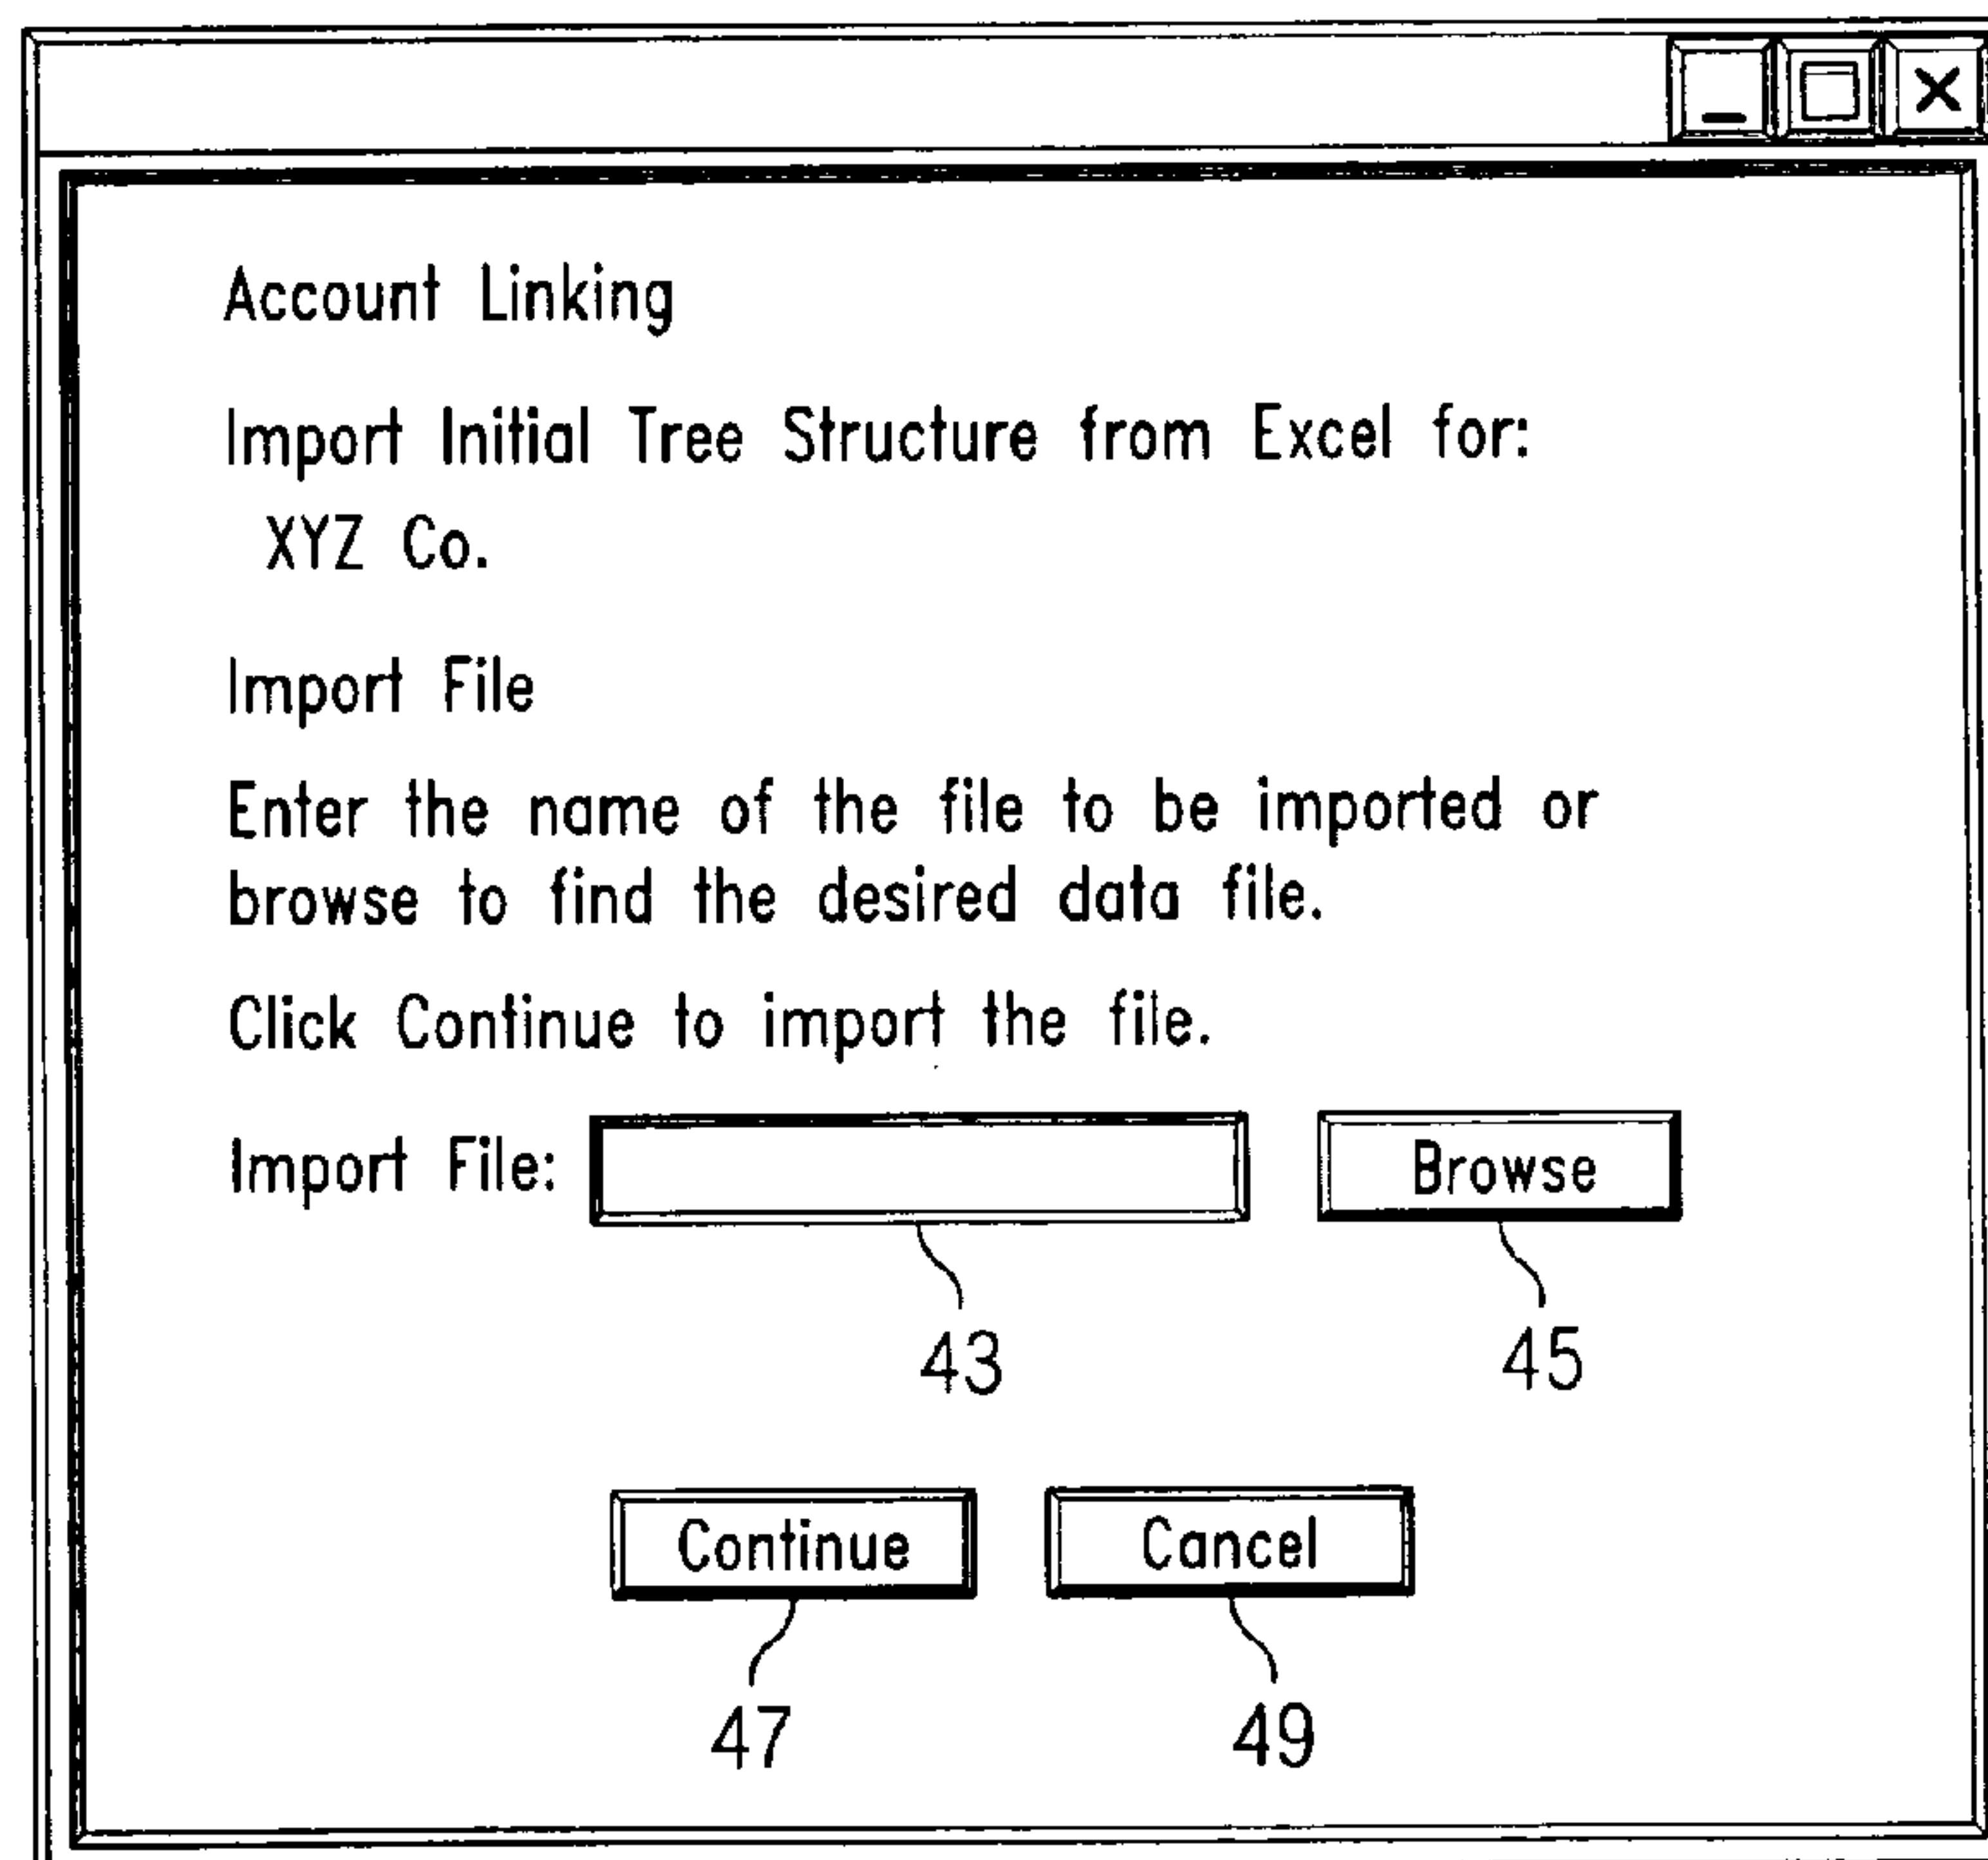 Account Linking
Import Initial Tree Structure from Excel for:
XYZ Co.
Import File
Enter the name of the file to be imported or
browse to find the desired data file.
Click Continue to import the file.
Import File: Browse
43 45
Continue Cancel
47 49